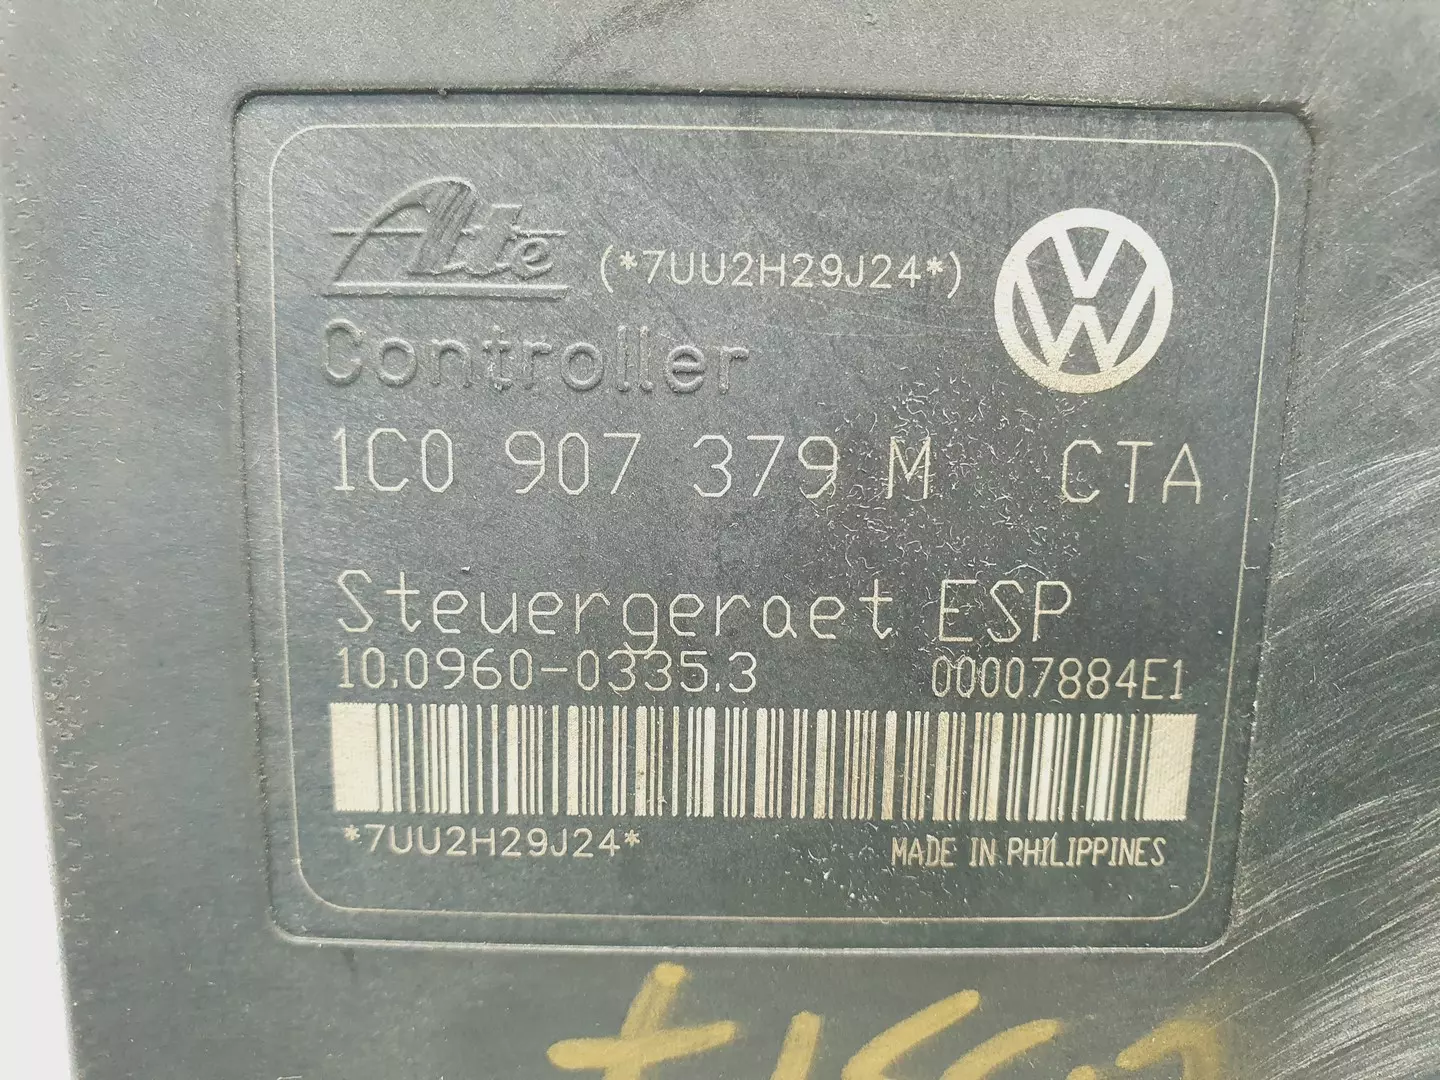 Ate (*7UU2H29J24*)
Controller
1C0 907 379 M CTA
Steuergeraet ESP
10.0960-0335.3 00007884E1
*7UU2H29J24* MADE IN PHILIPPINES